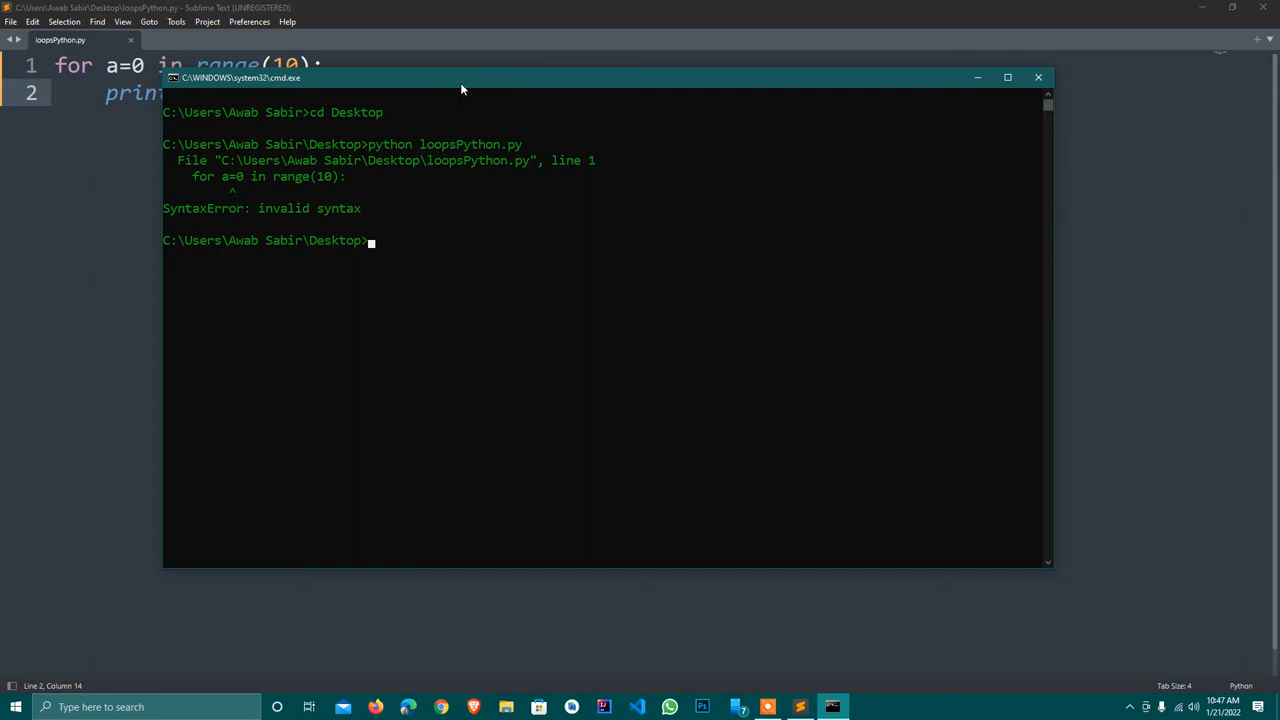 C:\Users\Awab Sabir\Desktop\loopsPython.py - Sublime Text (UNREGISTERED)
File Edit Selection Find View Goto Tools Project Preferences Help
loopsPython.py
1 for a=0 in range(10):
2 print
C:\WINDOWS\system32\cmd.exe
C:\Users\Awab Sabir>cd Desktop
C:\Users\Awab Sabir\Desktop>python loopsPython.py
File "C:\Users\Awab Sabir\Desktop\loopsPython.py", line 1
for a=0 in range(10):
^
SyntaxError: invalid syntax
C:\Users\Awab Sabir\Desktop>
Line 2, Column 14
Tab Size: 4
Python
Type here to search
7
10:47 AM
1/21/2022